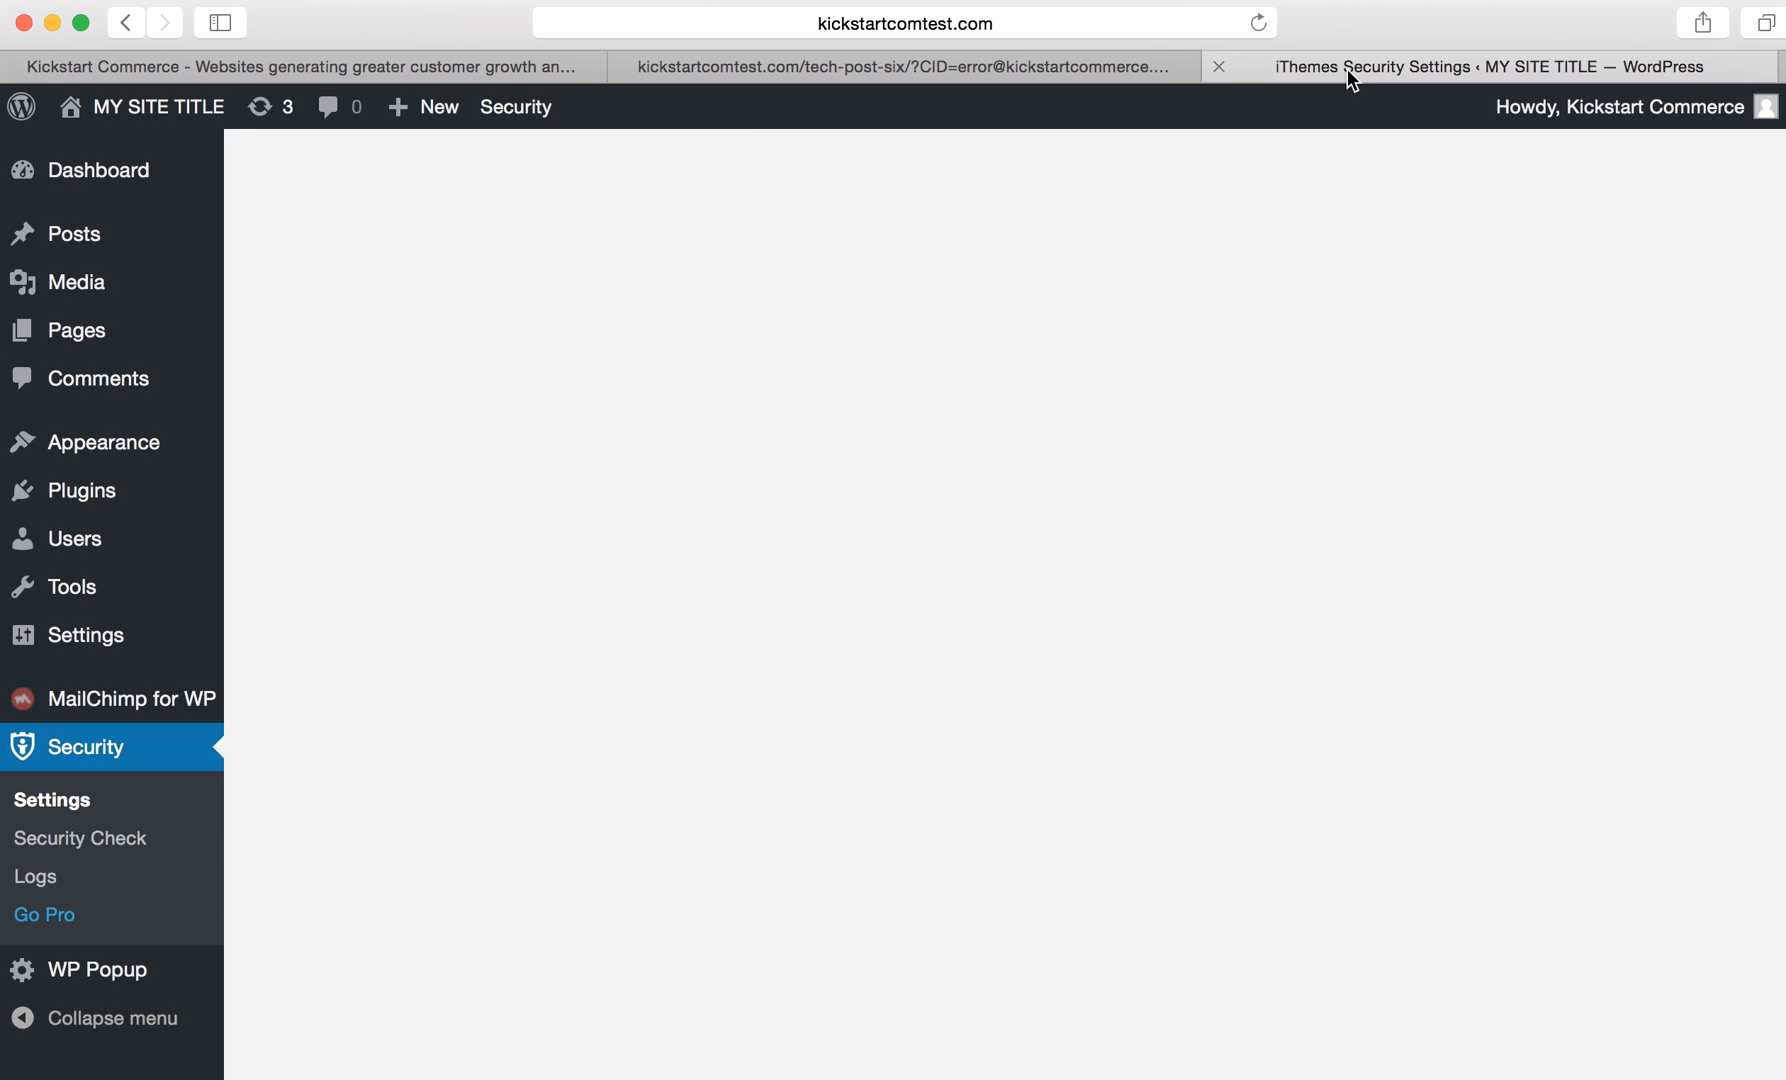 kickstartcomtest.com
Kickstart Commerce - Websites generating greater customer growth an...
kickstartcomtest.com/tech-post-six/?CID=error@kickstartcommerce....
iThemes Security Settings ‹ MY SITE TITLE — WordPress
MY SITE TITLE 3 0 New Security
Howdy, Kickstart Commerce
Dashboard
Posts
Media
Pages
Comments
Appearance
Plugins
Users
Tools
Settings
MailChimp for WP
Security
Settings
Security Check
Logs
Go Pro
WP Popup
Collapse menu